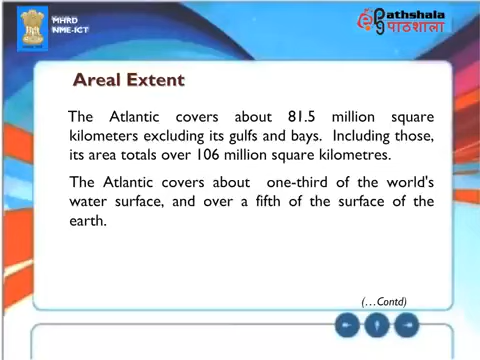 MHRD
NME-ICT
epgPathshala
पाठशाला
Areal Extent
The Atlantic covers about 81.5 million square
kilometers excluding its gulfs and bays. Including those,
its area totals over 106 million square kilometres.
The Atlantic covers about one-third of the world's
water surface, and over a fifth of the surface of the
earth.
(…Contd)